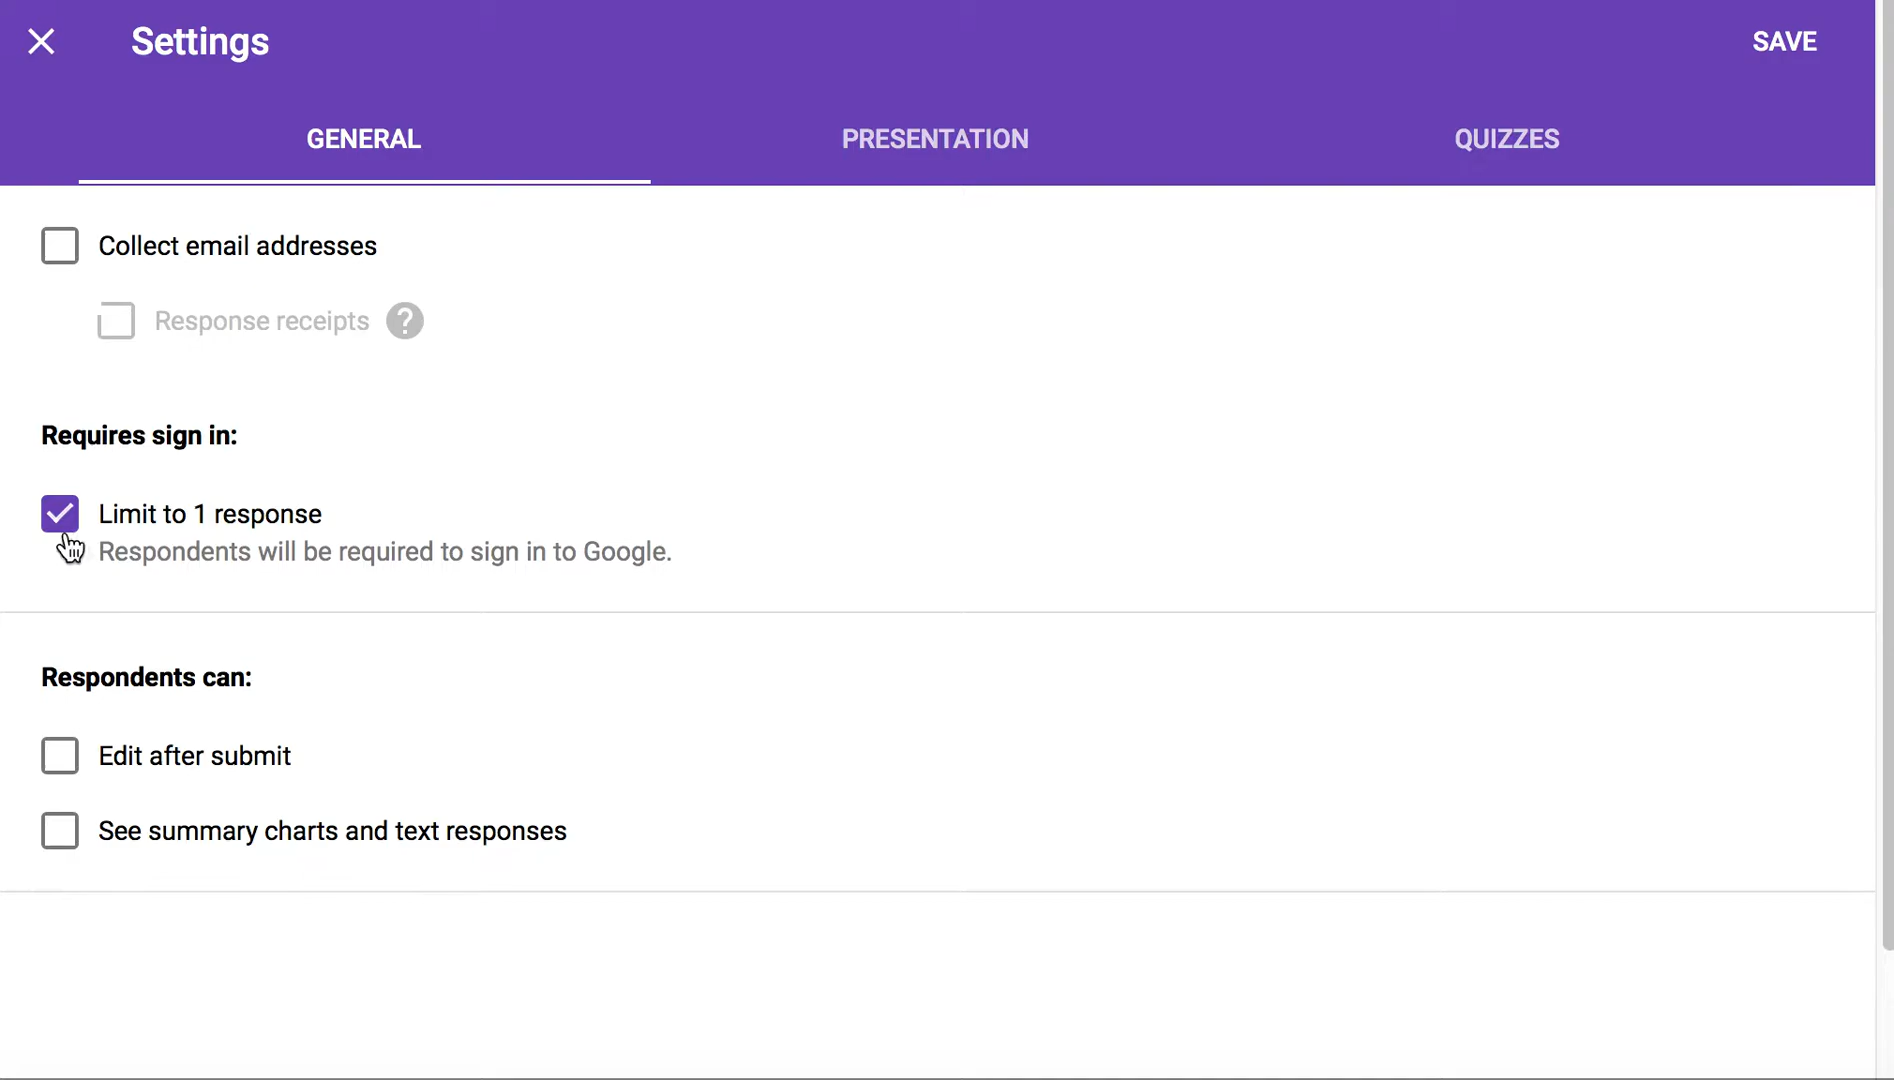 Settings
SAVE
GENERAL
PRESENTATION
QUIZZES
Collect email addresses
Response receipts ?
Requires sign in:
Limit to 1 response
Respondents will be required to sign in to Google.
Respondents can:
Edit after submit
See summary charts and text responses